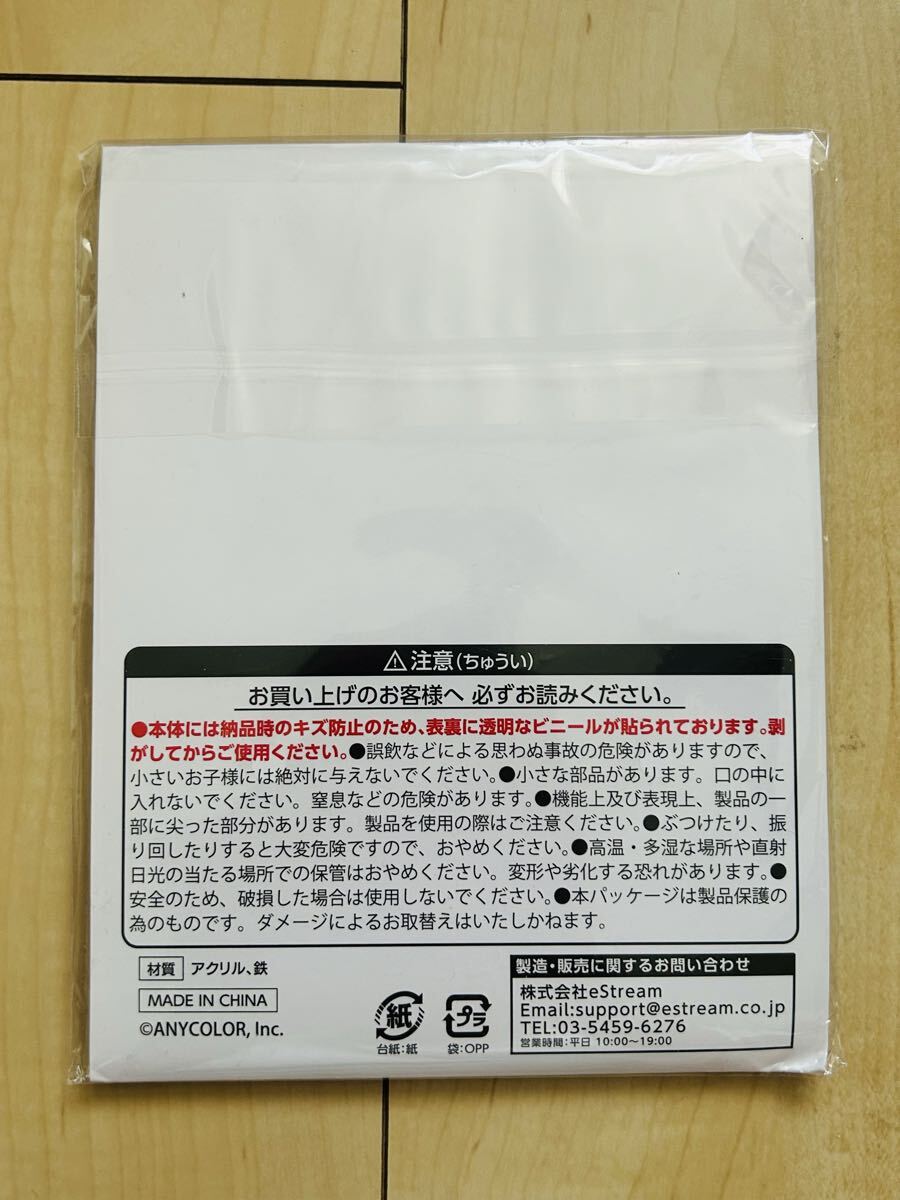 ⚠注意(ちゅうい)
お買い上げのお客様へ 必ずお読みください。
●本体には納品時のキズ防止のため、表裏に透明なビニールが貼られております。剥
がしてからご使用ください。●誤飲などによる思わぬ事故の危険がありますので、
小さいお子様には絶対に与えないでください。●小さな部品があります。口の中に
入れないでください。窒息などの危険があります。●機能上及び表現上、製品の一
部に尖った部分があります。製品を使用の際はご注意ください。●ぶつけたり、振
り回したりすると大変危険ですので、おやめください。●高温・多湿な場所や直射
日光の当たる場所での保管はおやめください。変形や劣化する恐れがあります。●
安全のため、破損した場合は使用しないでください。●本パッケージは製品保護の
為のものです。ダメージによるお取替えはいたしかねます。
材質 アクリル、鉄
MADE IN CHINA
©ANYCOLOR, Inc.
紙
台紙:紙
プラ
袋:OPP
製造・販売に関するお問い合わせ
株式会社eStream
Email:support@estream.co.jp
TEL:03-5459-6276
営業時間:平日 10:00〜19:00